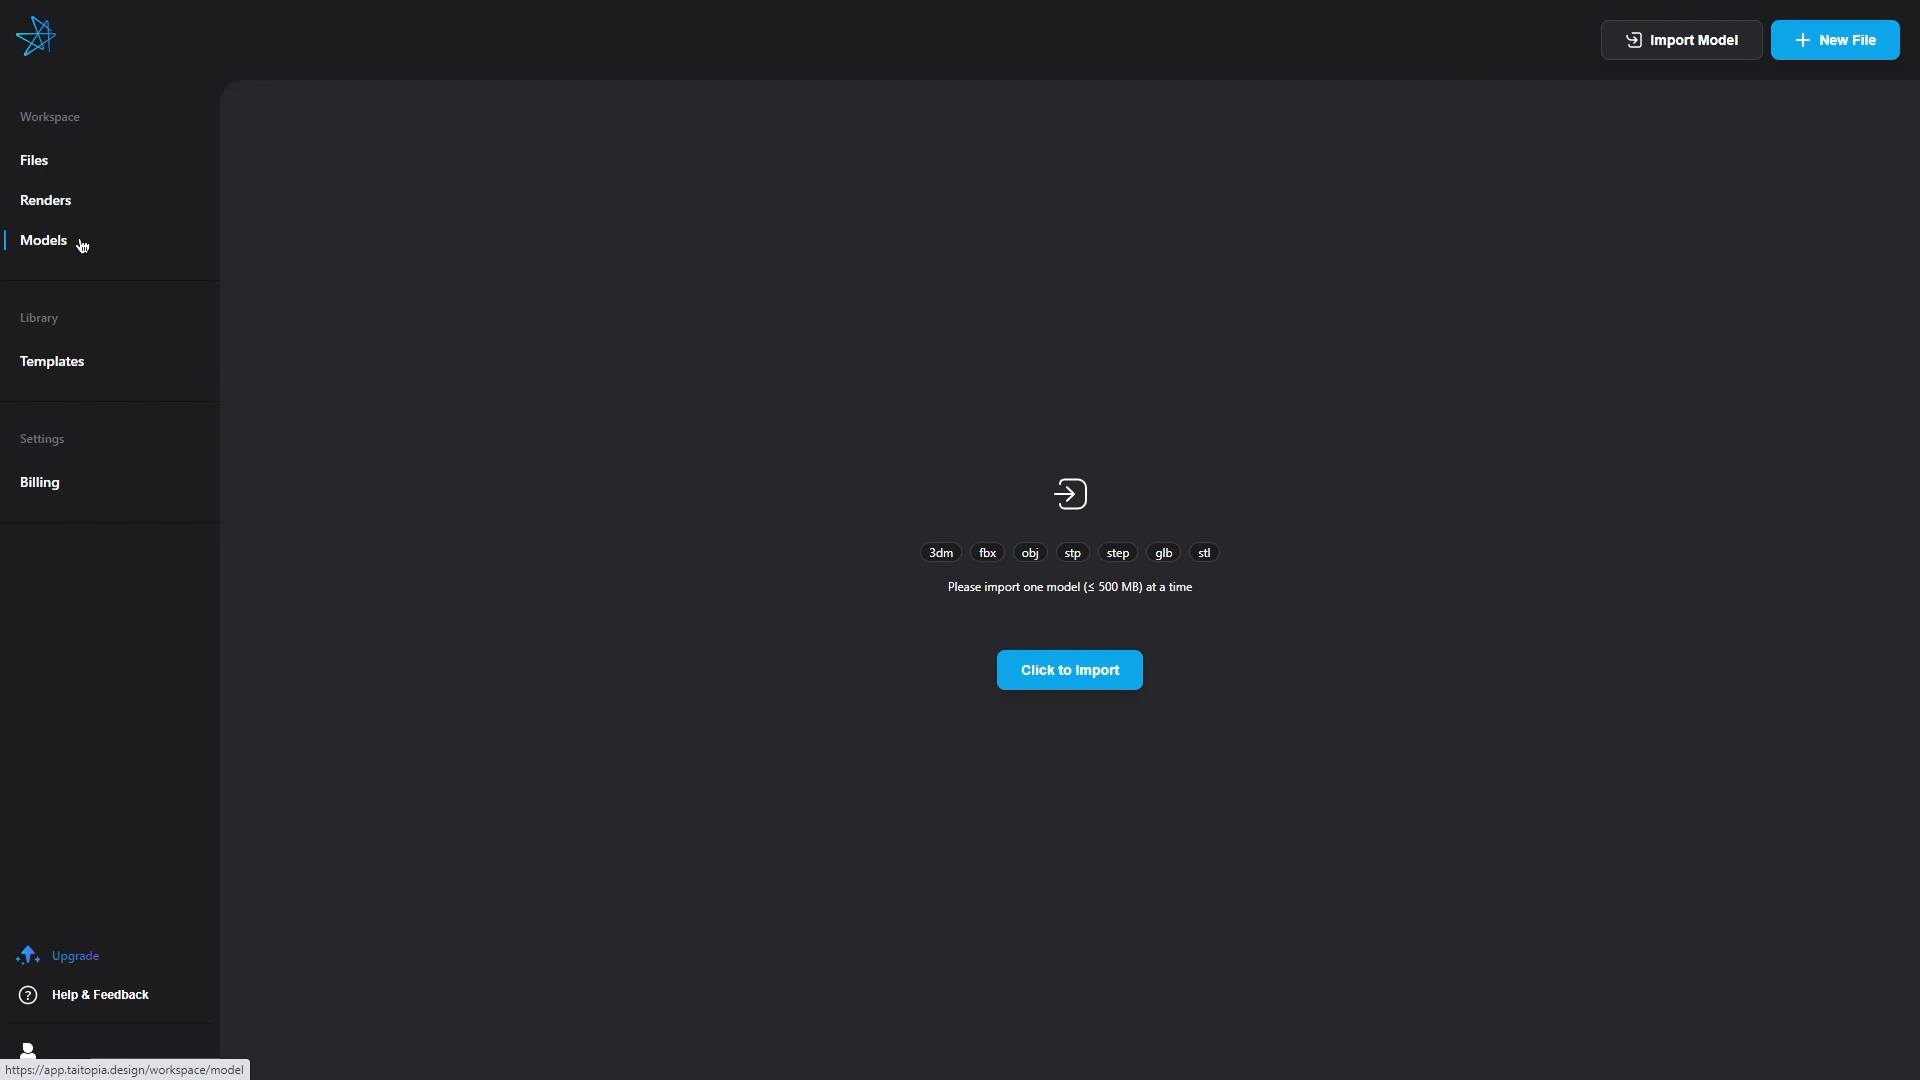 Import Model
New File
Workspace
Files
Renders
Models
Library
Templates
Settings
Billing
3dm fbx obj stp step glb stl
Please import one model (≤ 500 MB) at a time
Click to Import
Upgrade
Help & Feedback
https://app.taitopia.design/workspace/model